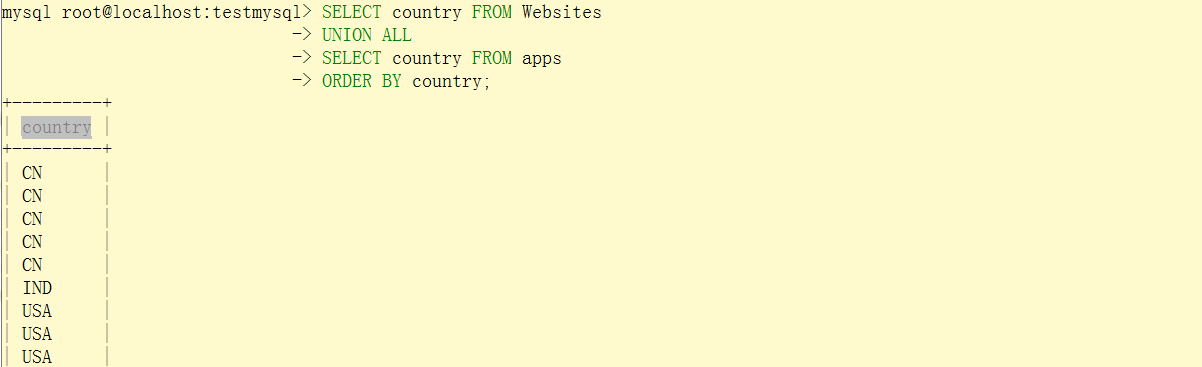 mysql root@localhost:testmysql> SELECT country FROM Websites
-> UNION ALL
-> SELECT country FROM apps
-> ORDER BY country;
+---------+
| country |
+---------+
| CN      |
| CN      |
| CN      |
| CN      |
| CN      |
| IND     |
| USA     |
| USA     |
| USA     |